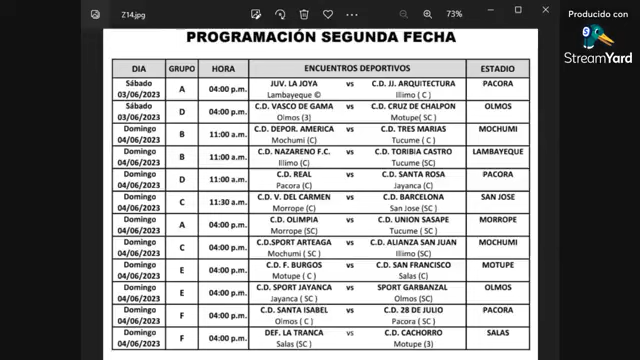 Z14.jpg
73%
Producido con
StreamYard
PROGRAMACIÓN SEGUNDA FECHA
DIA GRUPO HORA ENCUENTROS DEPORTIVOS ESTADIO
Sábado 03/06/2023 A 04:00 p.m. JUV. LA JOYA Lambayeque © vs C.D. JJ. ARQUITECTURA Illimo ( C ) PACORA
Sábado 03/06/2023 D 04:00 p.m. C.D. VASCO DE GAMA Olmos (3) vs C.D. CRUZ DE CHALPON Motupe( SC ) OLMOS
Domingo 04/06/2023 B 11:00 a.m. C.D. DEPOR. AMERICA Mochumi (C) vs C.D. TRES MARIAS Tucume ( C ) MOCHUMI
Domingo 04/06/2023 B 11:00 a.m. C.D. NAZARENO F.C. Illimo (C) vs C.D. TORIBIA CASTRO Tucume (SC) LAMBAYEQUE
Domingo 04/06/2023 D 11:00 a.m. C.D. REAL Pacora (C) vs C.D. SANTA ROSA Jayanca (C) PACORA
Domingo 04/06/2023 C 11:30 a.m. C.D. V. DEL CARMEN Morrope (C) vs C.D. BARCELONA San Jose (SC) SAN JOSE
Domingo 04/06/2023 A 04:00 p.m. C.D. OLIMPIA Morrope (SC) vs C.D. UNION SASAPE Tucume ( SC ) MORROPE
Domingo 04/06/2023 C 04:00 p.m. C.D.SPORT ARTEAGA Mochumi ( SC ) vs C.D. ALIANZA SAN JUAN Illimo (SC) MOCHUMI
Domingo 04/06/2023 E 04:00 p.m. C.D. F. BURGOS Motupe ( C ) vs C.D. SAN FRANCISCO Salas (C) MOTUPE
Domingo 04/06/2023 E 04:00 p.m. C.D. SPORT JAYANCA Jayanca ( SC ) vs SPORT GARBANZAL Olmos (SC) OLMOS
Domingo 04/06/2023 F 04:00 p.m. C.D. SANTA ISABEL Olmos ( C ) vs C.D. 28 DE JULIO Pacora ( SC ) PACORA
Domingo 04/06/2023 F 04:00 p.m. DEF. LA TRANCA Salas (SC) vs C.D. CACHORRO Motupe (3) SALAS